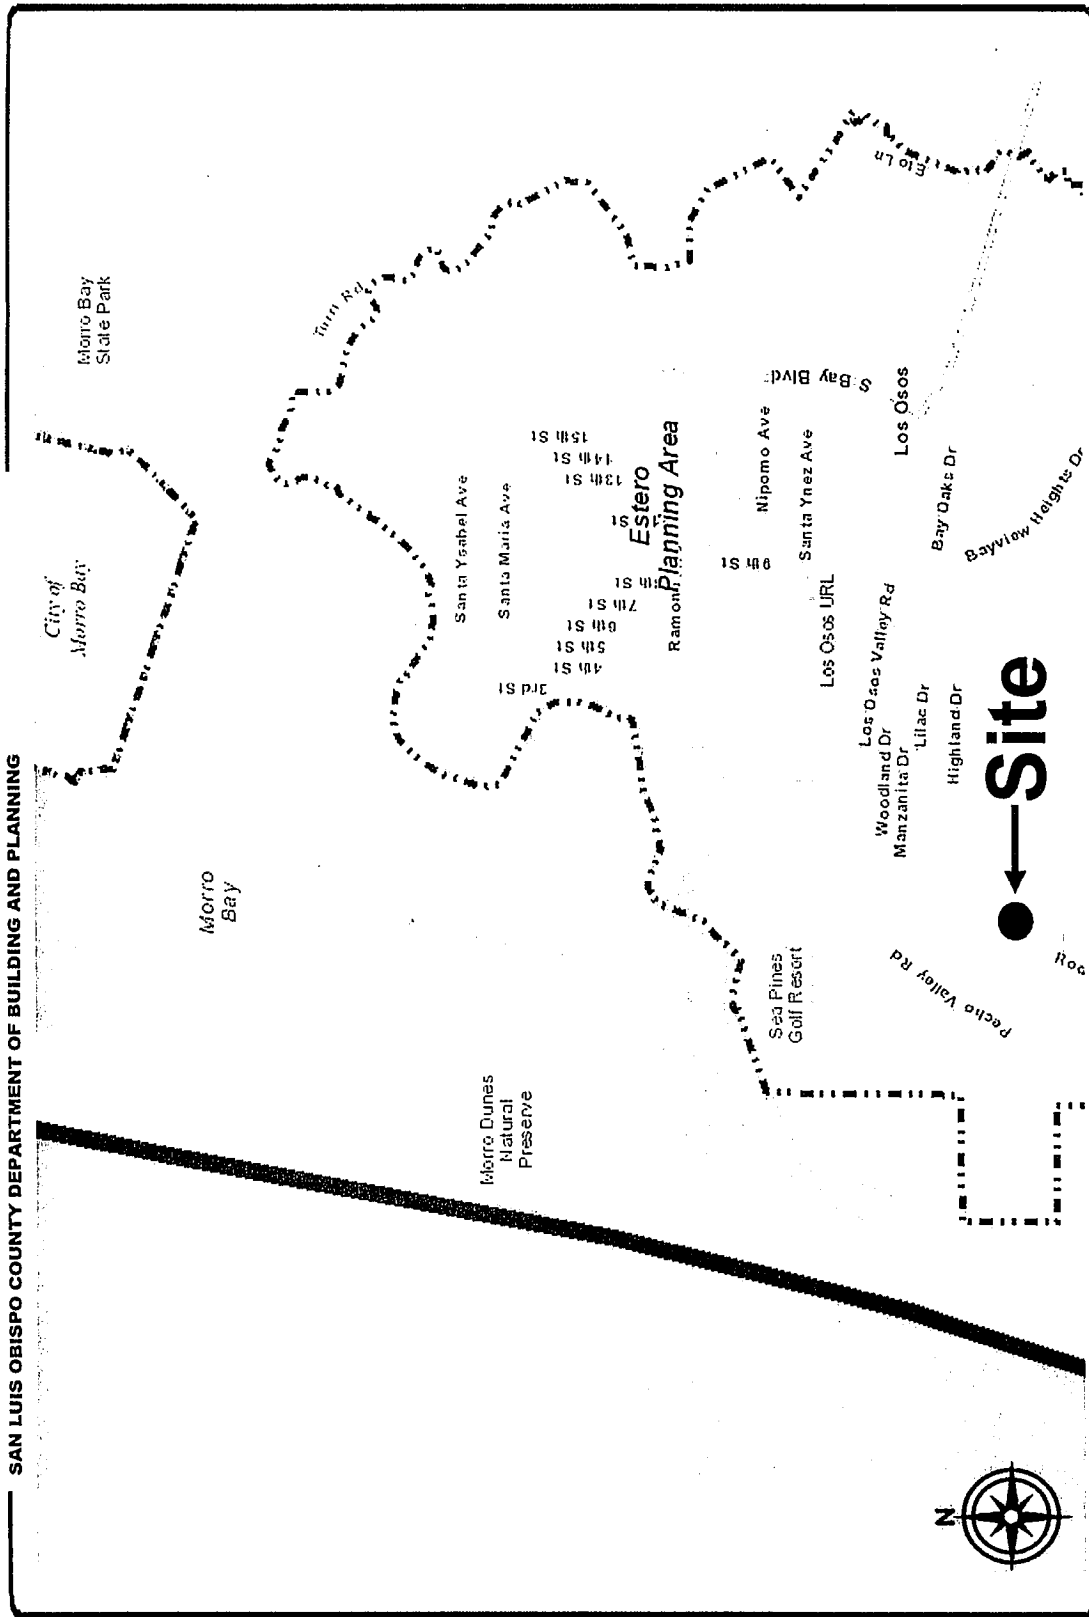 SAN LUIS OBISPO COUNTY DEPARTMENT OF BUILDING AND PLANNING
City of
Morro Bay
Morro Bay
State Park
Turri Rd
Morro
Bay
Santa Ysabel Ave
Santa Maria Ave
3rd St
4th St
5th St
6th St
7th St
13th St
14th St
15th St
Estero
Planning Area
9th St
Nipomo Ave
Santa Ynez Ave
S Bay Blvd
Eto Ln
Los Osos
Los Osos URL
Los Osos Valley Rd
Woodland Dr
Manzanita Dr
Lilac Dr
Highland Dr
Bay Oaks Dr
Bayview Heights Dr
Morro Dunes
Natural
Preserve
Sea Pines
Golf Resort
Pecho Valley Rd
Site
N